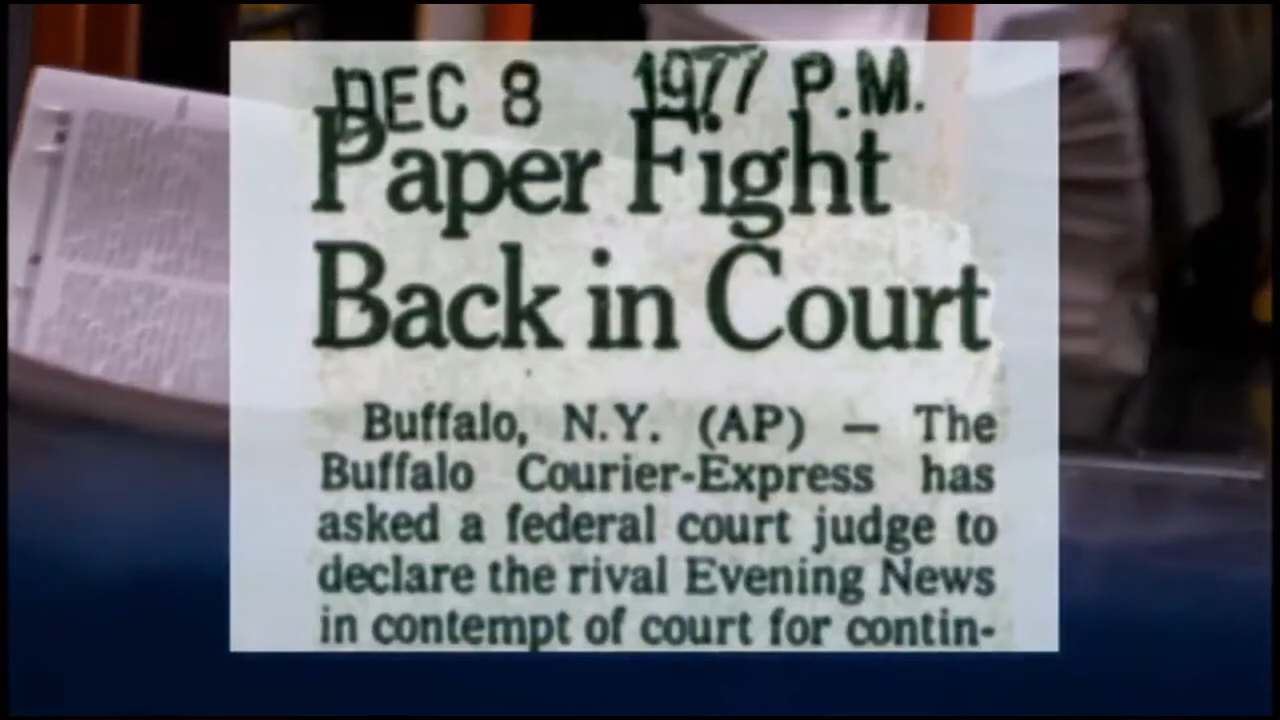 DEC 8 1977 P.M.
Paper Fight
Back in Court
Buffalo, N.Y. (AP) — The
Buffalo Courier-Express has
asked a federal court judge to
declare the rival Evening News
in contempt of court for contin-